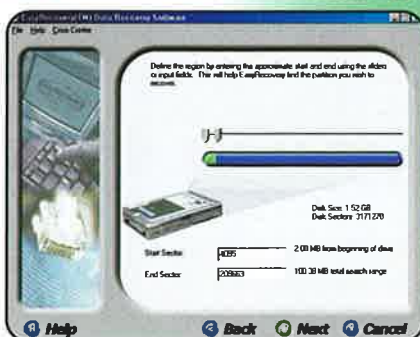 EasyRecovery (TM) Data Recovery Software
File Help Crisis Center
Define the region by entering the approximate start and end using the sliders
or input fields. This will help EasyRecovery find the partition you wish to
recover.
Disk Size: 1.52 GB
Disk Sectors: 3171270
Start Sector 4095 2.00 MB from beginning of drive
End Sector 209663 100.38 MB total search range
Help Back Next Cancel